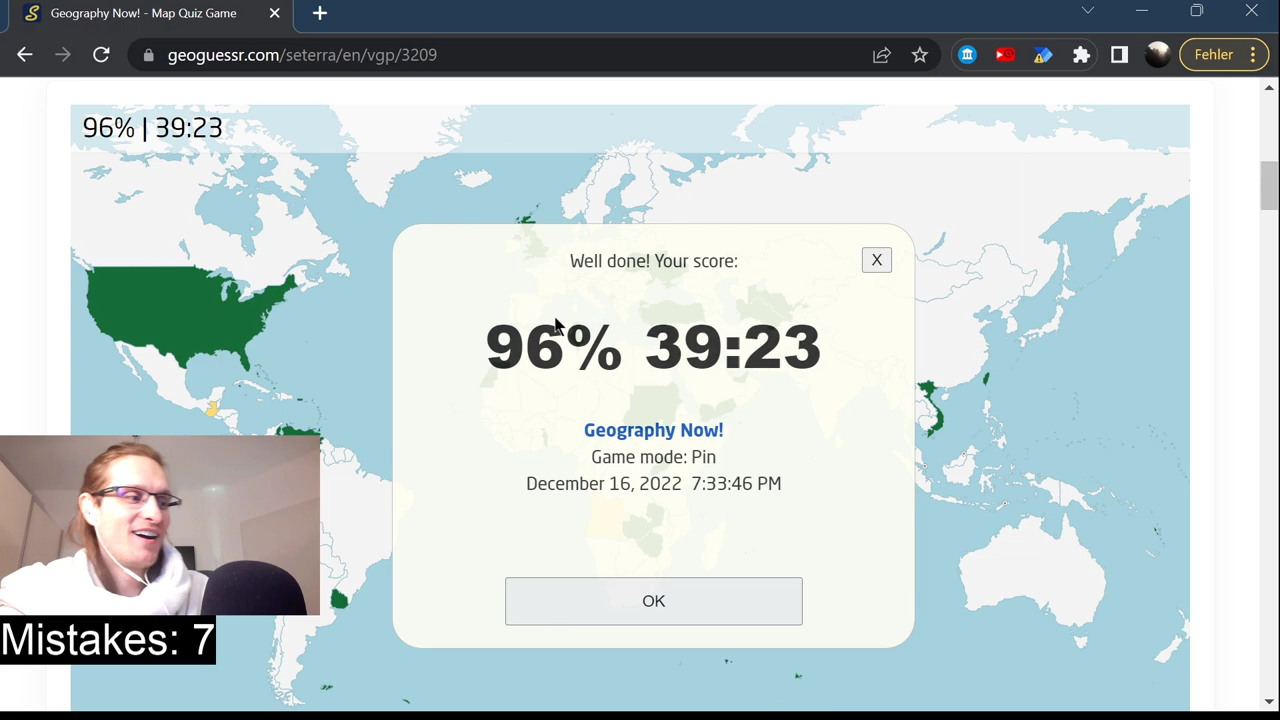 Geography Now! - Map Quiz Game
geoguessr.com/seterra/en/vgp/3209
Fehler
96% | 39:23
Well done! Your score:
X
96% 39:23
Geography Now!
Game mode: Pin
December 16, 2022 7:33:46 PM
OK
Mistakes: 7